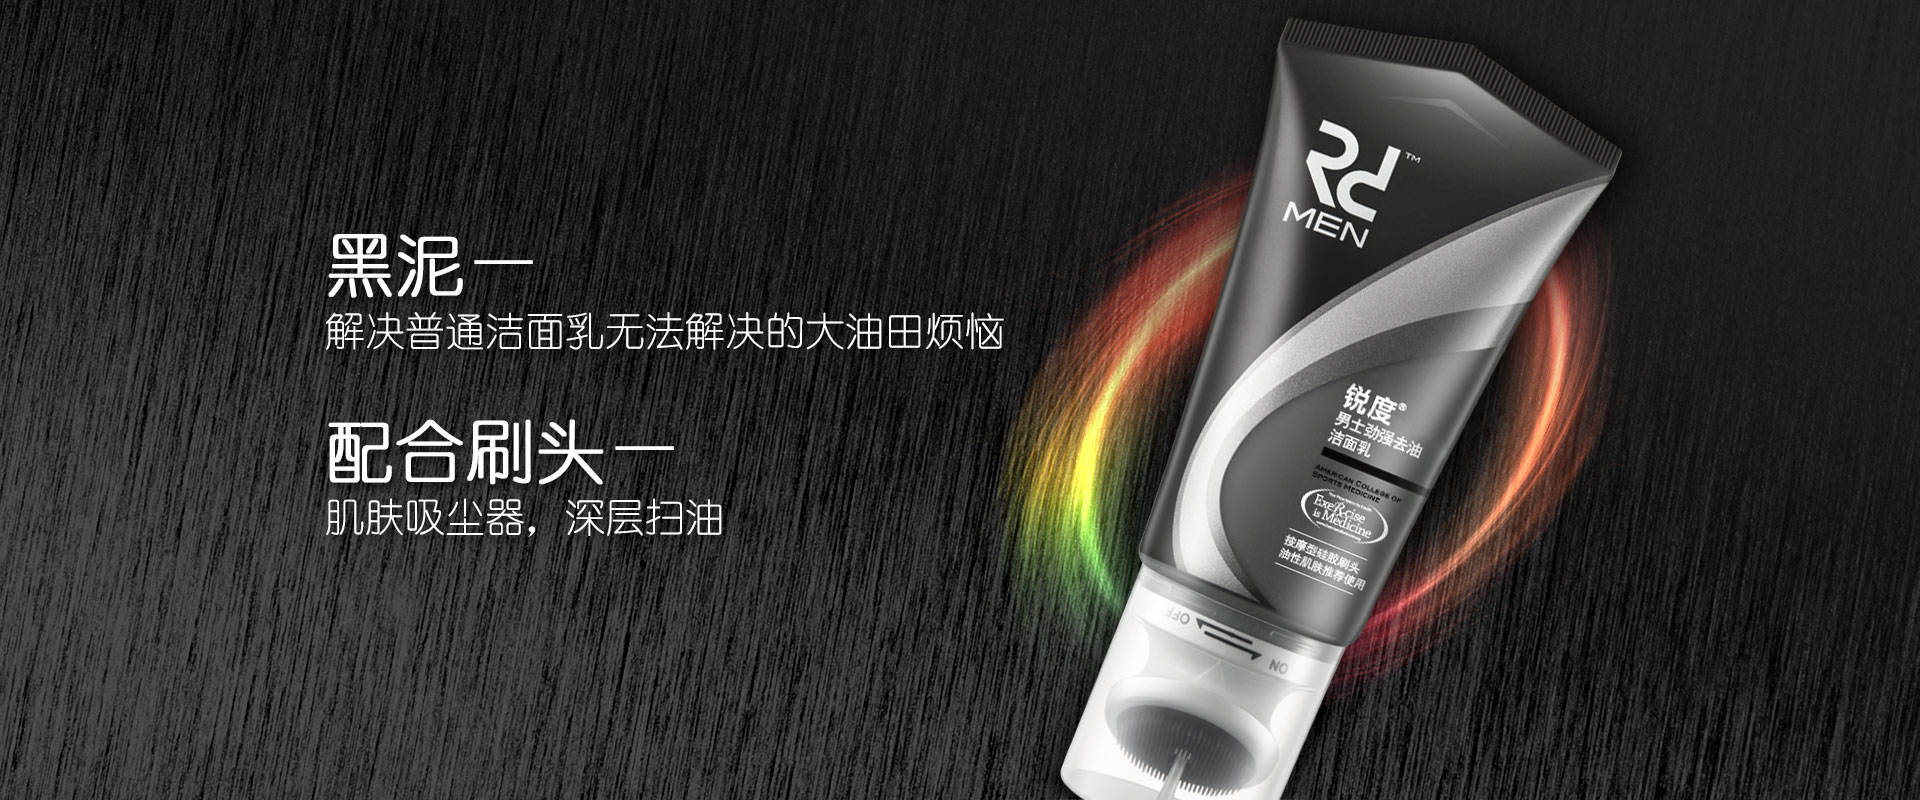 黑泥一
解决普通洁面乳无法解决的大油田烦恼
配合刷头一
肌肤吸尘器，深层扫油
Rd™
MEN
锐度®
男士劲强去油
洁面乳
AMERICAN COLLEGE OF
SPORTS MEDICINE
ExeRxcise
is Medicine
按摩型硅胶刷头
油性肌肤推荐使用
OFF
ON